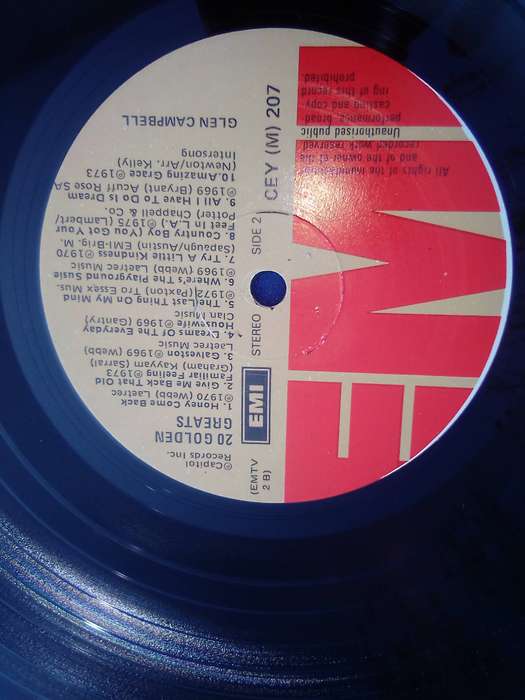 EMI
(EMTV
2 B)
EMI
STEREO
SIDE 2
CEY (M) 207
All rights of the manufacturer
and of the owner of the
recorded work reserved
Unauthorised public
performance, broad-
casting and copy
ing of this record
prohibited.
℗Capitol
Records Inc.
20 GOLDEN
GREATS
1. Honey Come Back
℗1970 (Webb) Laetrec
2. Give Me Back That Old
Familiar Feeling ℗1973
(Graham) Kayyam (Sarral)
3. Galveston ℗1969 (Webb)
Laetrec Music
4. Dreams Of The Everyday
Housewife ℗1969 (Gantry)
Clan Music
5. The Last Thing On My Mind
℗1972 (Paxton) Tro Essex Mus.
6. Where's The Playground Susie
℗1969 (Webb) Laetrec Music
7. Try A Little Kindness ℗1970
(Sapaugh/Austin) EMI-Brig. M.
8. Country Boy You Got Your
Feet In L.A.) ℗1975 (Lambert/
Potter Chappell & Co.
9. All I Have To Do Is Dream
℗1969 (Bryant) Acuff Rose SA
10. Amazing Grace ℗1973
(Newton/Arr. Kelly)
Intersong
GLEN CAMPBELL